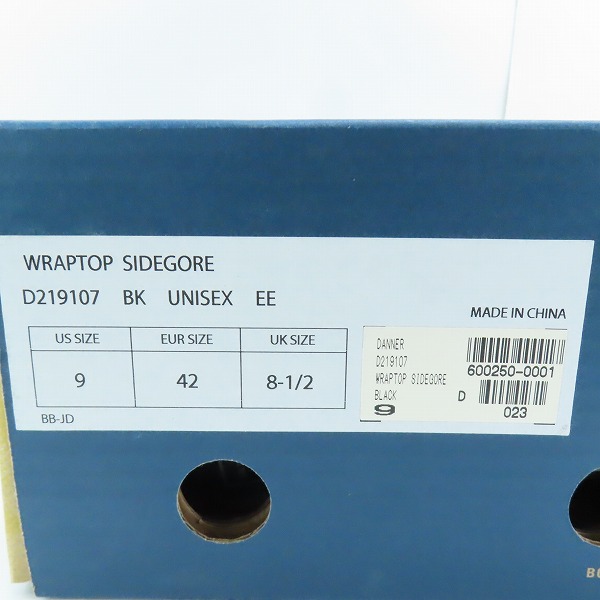 WRAPTOP SIDEGORE
D219107 BK UNISEX EE
MADE IN CHINA
US SIZE EUR SIZE UK SIZE
9 42 8-1/2
BB-JD
DANNER
D219107
WRAPTOP SIDEGORE
BLACK
9
600250-0001
D
023